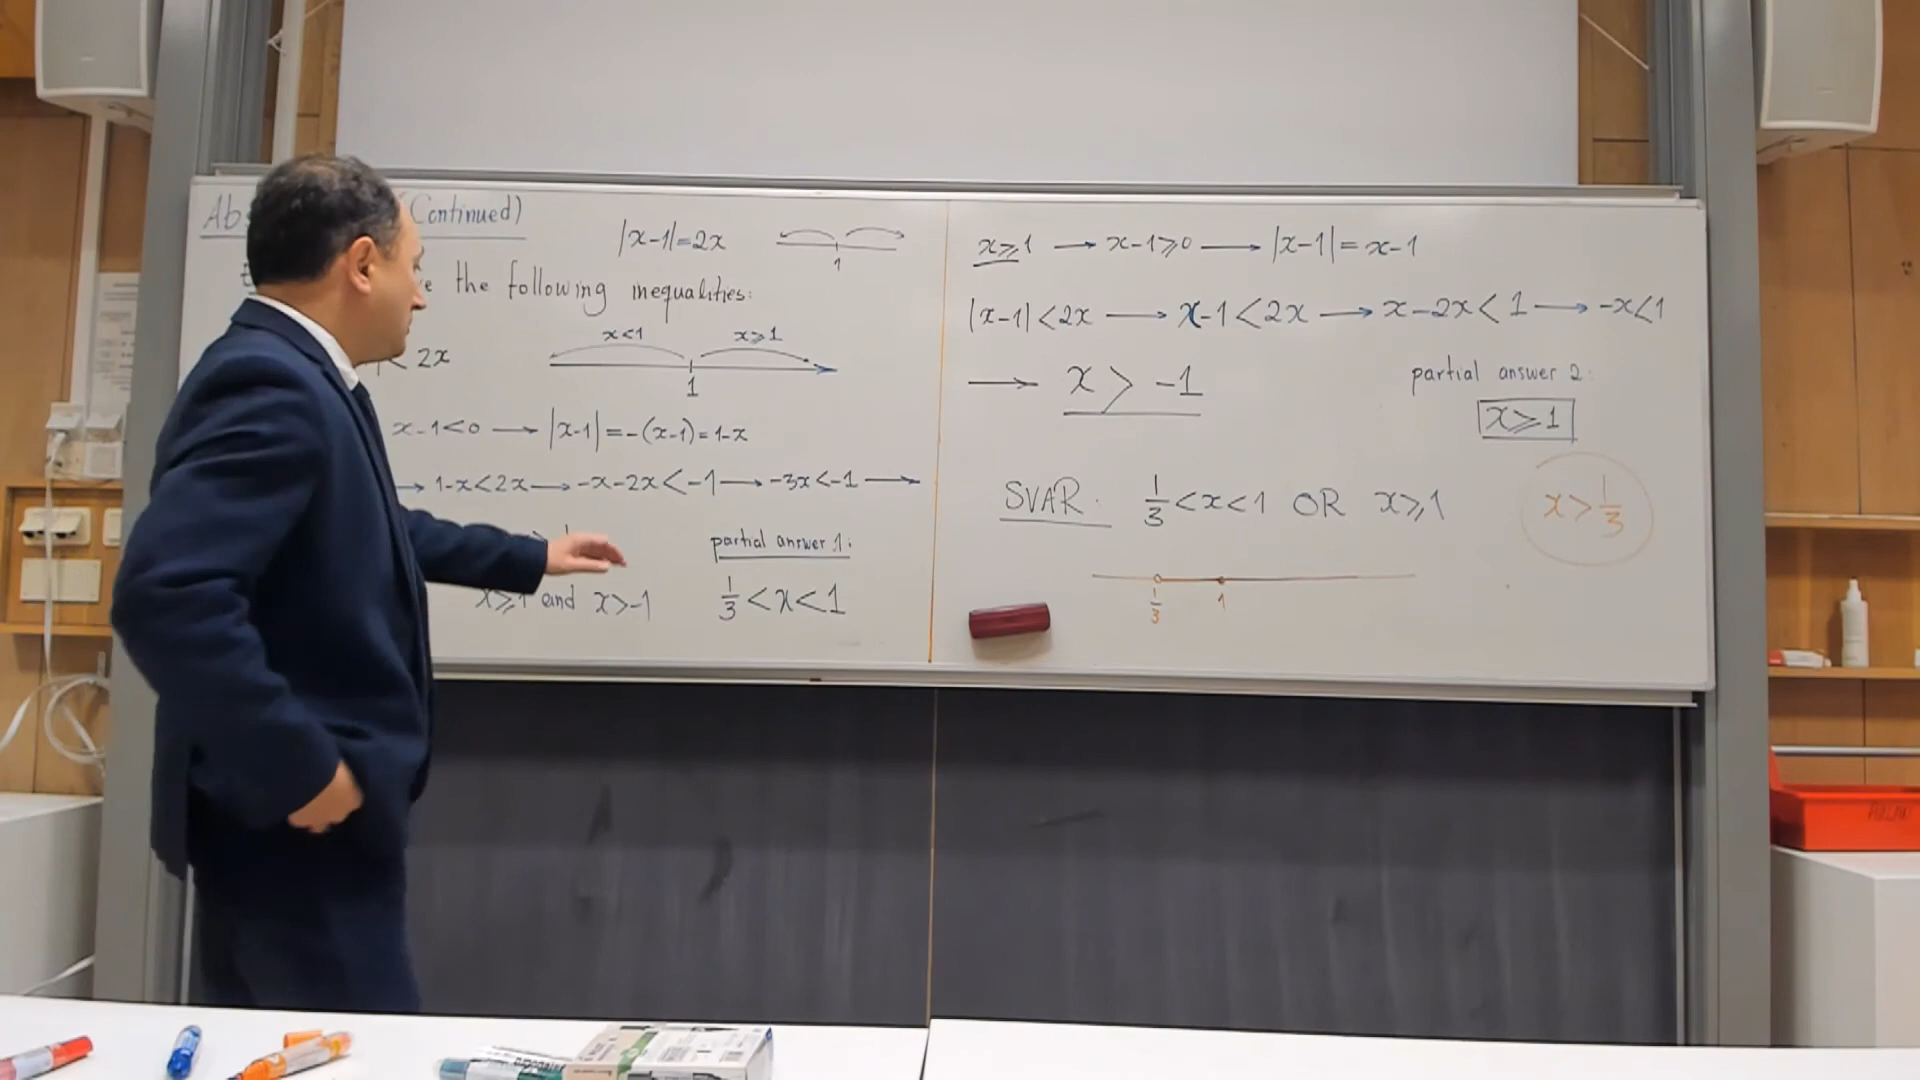 (Continued)
|x-1|=2x
1
the following inequalities:
x<1 x⩾1
< 2x
1
x-1<0 → |x-1|=-(x-1)=1-x
→ 1-x<2x → -x-2x<-1 → -3x<-1 →
partial answer 1:
x⩾1 and x>-1
1/3 <x<1
x⩾1 → x-1⩾0 → |x-1|=x-1
|x-1|<2x → x-1<2x → x-2x<1 → -x<1
→ x > -1
partial answer 2:
x⩾1
SVAR: 1/3 <x<1 OR x⩾1
x> 1/3
1/3 1